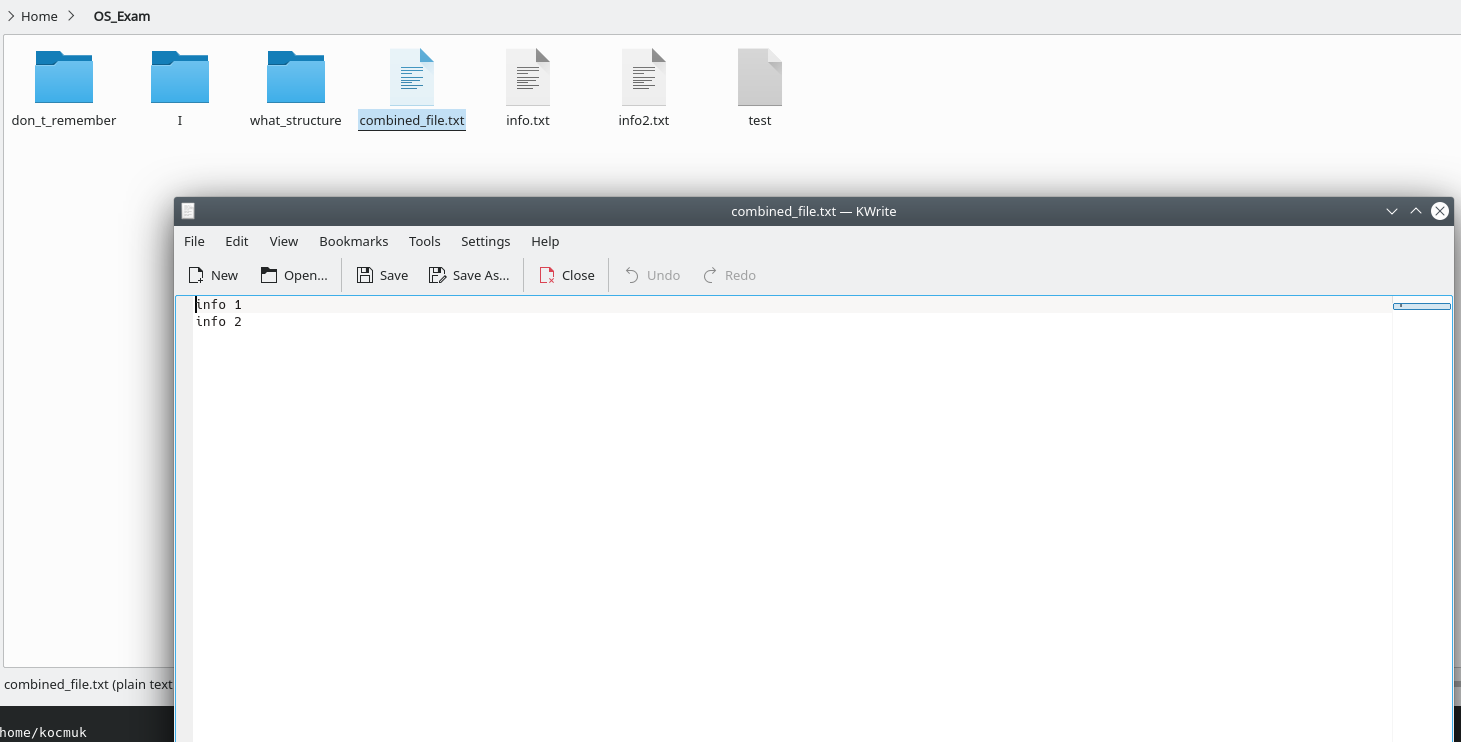 Home OS_Exam
don_t_remember I what_structure combined_file.txt info.txt info2.txt test
combined_file.txt — KWrite
File Edit View Bookmarks Tools Settings Help
New Open... Save Save As... Close Undo Redo
info 1
info 2
combined_file.txt (plain text
home/kocmuk